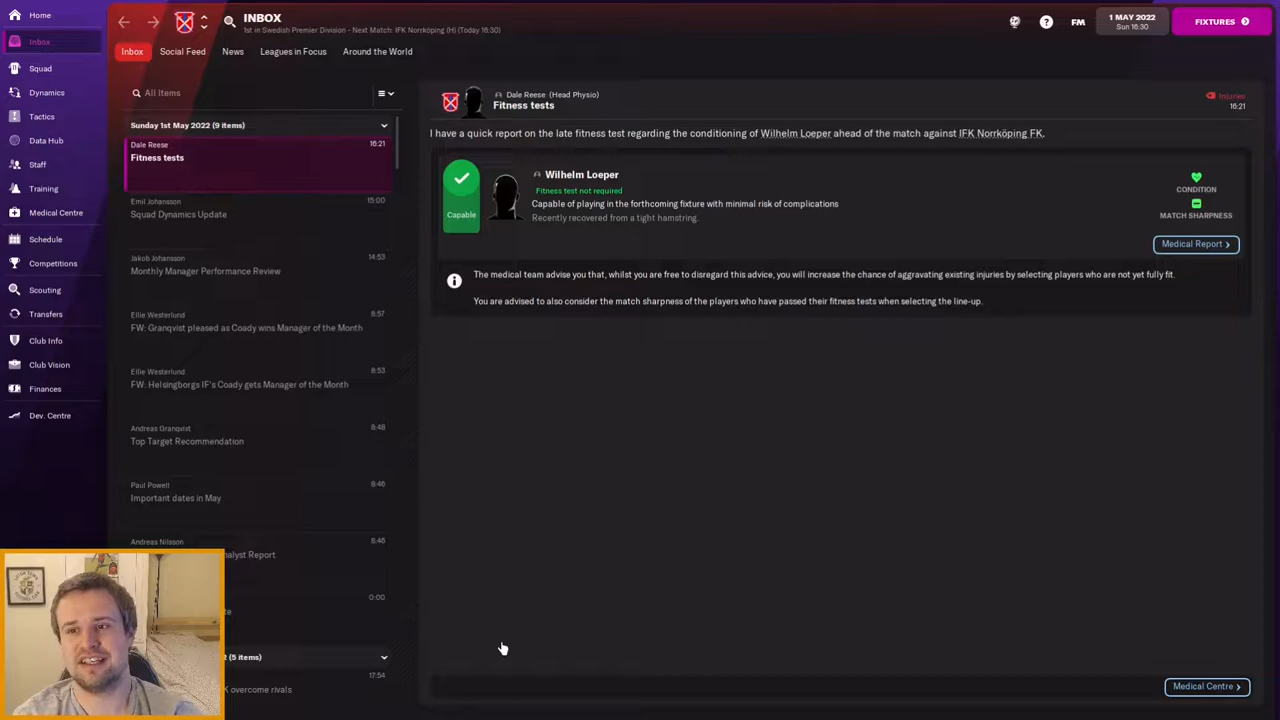 Home
Inbox
Squad
Dynamics
Tactics
Data Hub
Staff
Training
Medical Centre
Schedule
Competitions
Scouting
Transfers
Club Info
Club Vision
Finances
Dev. Centre
INBOX
1st in Swedish Premier Division - Next Match: IFK Norrköping (H) (Today 16:30)
FM
1 MAY 2022
Sun 16:30
FIXTURES
Inbox
Social Feed
News
Leagues in Focus
Around the World
All Items
Sunday 1st May 2022 (9 items)
Dale Reese
16:21
Fitness tests
Emil Johansson
15:00
Squad Dynamics Update
Jakob Johansson
14:53
Monthly Manager Performance Review
Ellie Westerlund
8:57
FW: Granqvist pleased as Coady wins Manager of the Month
Ellie Westerlund
8:53
FW: Helsingborgs IF's Coady gets Manager of the Month
Andreas Granqvist
8:48
Top Target Recommendation
Paul Powell
8:46
Important dates in May
Andreas Nilsson
8:46
nalyst Report
0:00
te
2 (5 items)
17:54
K overcome rivals
Dale Reese (Head Physio)
Fitness tests
Injuries
16:21
I have a quick report on the late fitness test regarding the conditioning of Wilhelm Loeper ahead of the match against IFK Norrköping FK.
Capable
Wilhelm Loeper
Fitness test not required
Capable of playing in the forthcoming fixture with minimal risk of complications
Recently recovered from a tight hamstring.
CONDITION
MATCH SHARPNESS
Medical Report
The medical team advise you that, whilst you are free to disregard this advice, you will increase the chance of aggravating existing injuries by selecting players who are not yet fully fit.
You are advised to also consider the match sharpness of the players who have passed their fitness tests when selecting the line-up.
Medical Centre